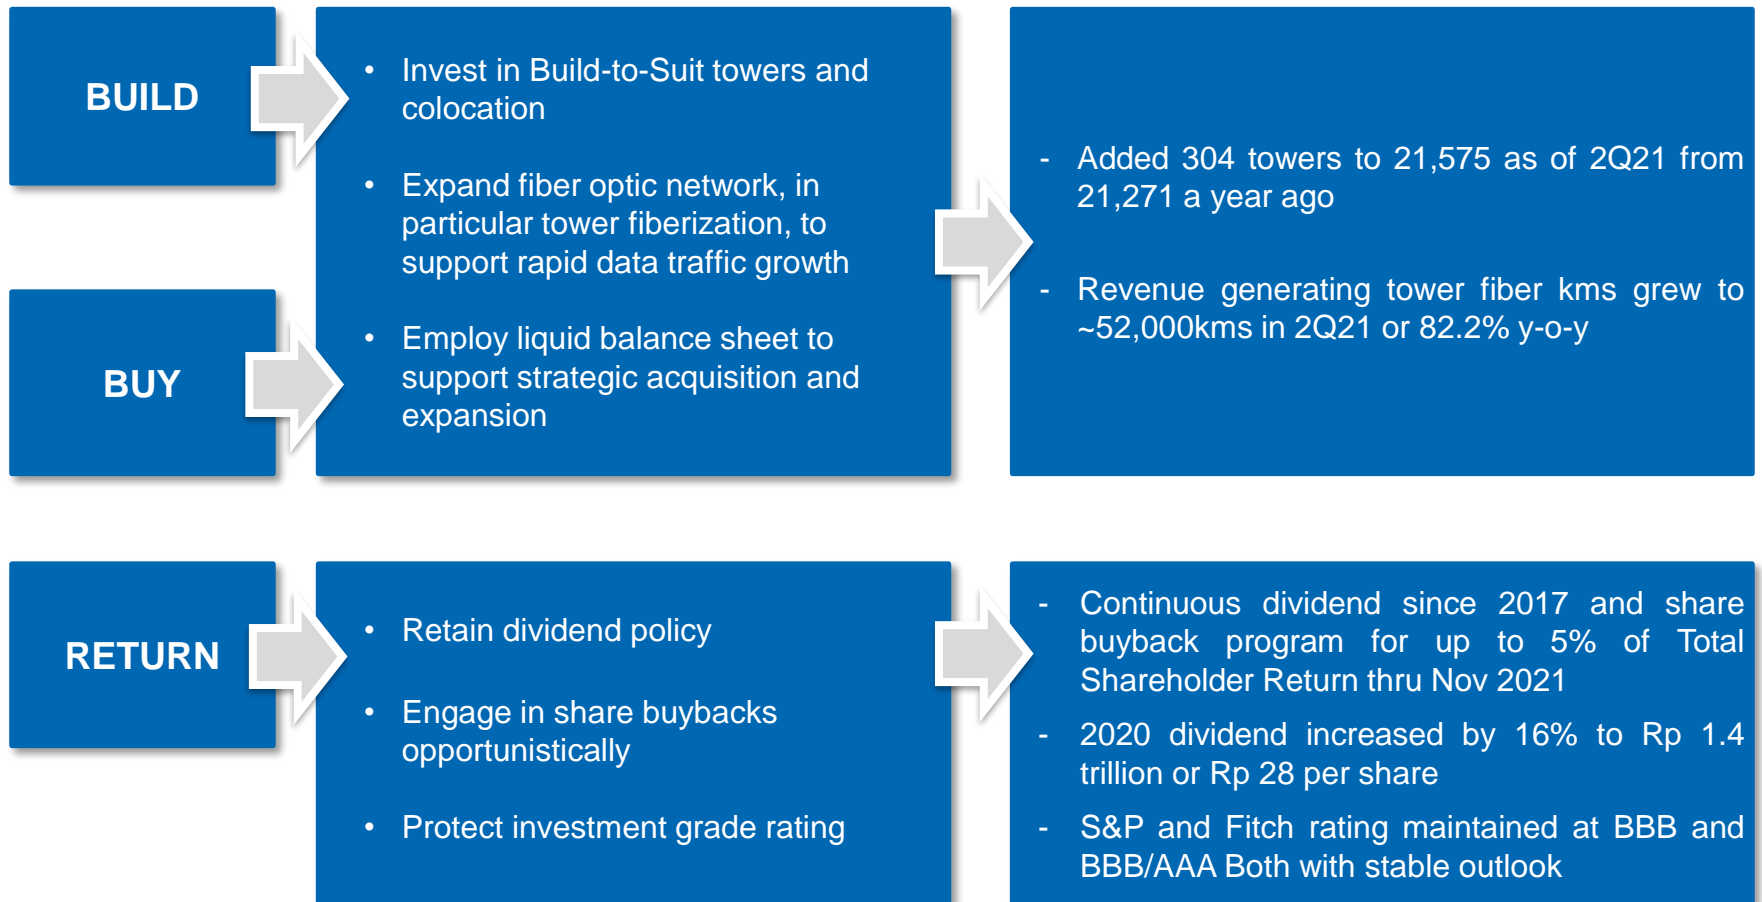 BUILD
• Invest in Build-to-Suit towers and
colocation
• Expand fiber optic network, in
particular tower fiberization, to
support rapid data traffic growth
BUY
• Employ liquid balance sheet to
support strategic acquisition and
expansion
- Added 304 towers to 21,575 as of 2Q21 from
21,271 a year ago
- Revenue generating tower fiber kms grew to
~52,000kms in 2Q21 or 82.2% y-o-y
RETURN
• Retain dividend policy
• Engage in share buybacks
opportunistically
• Protect investment grade rating
- Continuous dividend since 2017 and share
buyback program for up to 5% of Total
Shareholder Return thru Nov 2021
- 2020 dividend increased by 16% to Rp 1.4
trillion or Rp 28 per share
- S&P and Fitch rating maintained at BBB and
BBB/AAA Both with stable outlook